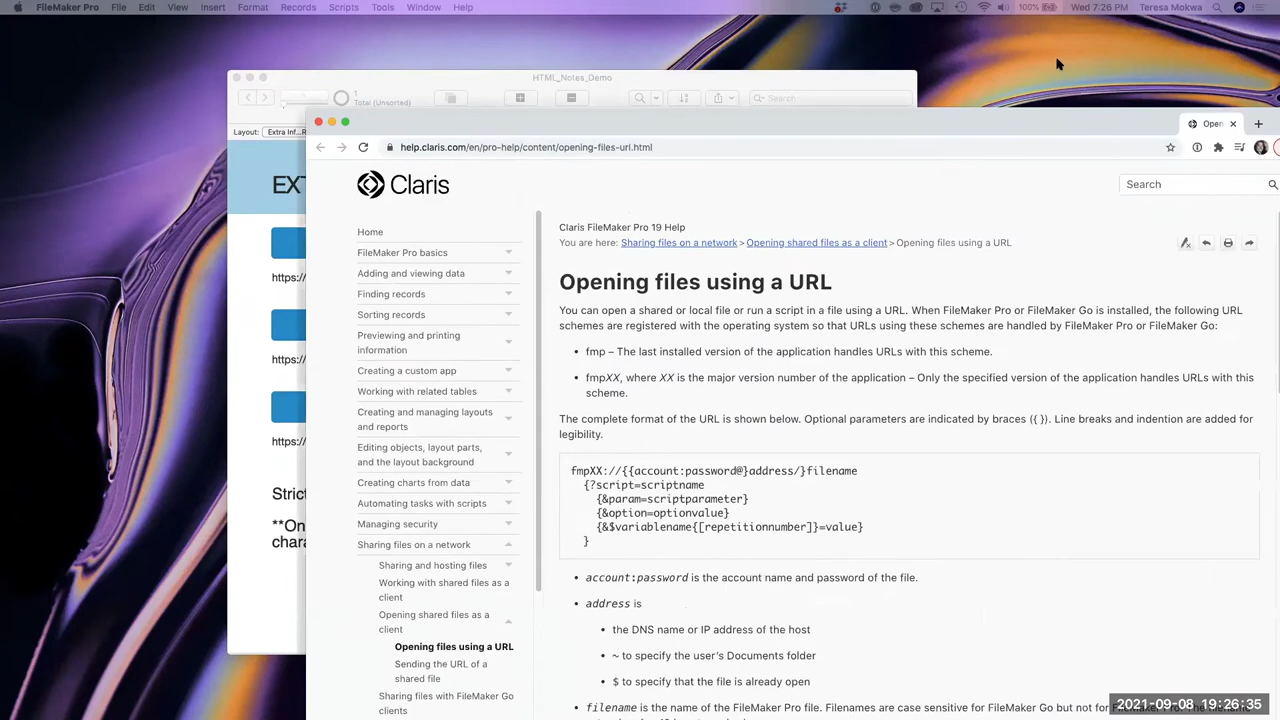 FileMaker Pro File Edit View Insert Format Records Scripts Tools Window Help 100% Wed 7:26 PM Teresa Mokwa
HTML_Notes_Demo
1
Total (Unsorted)
Search
Layout: Extra Inf...R
Open
help.claris.com/en/pro-help/content/opening-files-url.html
EXT
Claris
Search
Home
FileMaker Pro basics
Adding and viewing data
Finding records
Sorting records
Previewing and printing
information
Creating a custom app
Working with related tables
Creating and managing layouts
and reports
Editing objects, layout parts,
and the layout background
Creating charts from data
Automating tasks with scripts
Managing security
Sharing files on a network
Sharing and hosting files
Working with shared files as a
client
Opening shared files as a
client
Opening files using a URL
Sending the URL of a
shared file
Sharing files with FileMaker Go
clients
https:/
https:/
https:/
Strict
**On
chara
Claris FileMaker Pro 19 Help
You are here: Sharing files on a network > Opening shared files as a client > Opening files using a URL
Opening files using a URL
You can open a shared or local file or run a script in a file using a URL. When FileMaker Pro or FileMaker Go is installed, the following URL
schemes are registered with the operating system so that URLs using these schemes are handled by FileMaker Pro or FileMaker Go:
• fmp – The last installed version of the application handles URLs with this scheme.
• fmpXX, where XX is the major version number of the application – Only the specified version of the application handles URLs with this
scheme.
The complete format of the URL is shown below. Optional parameters are indicated by braces ({ }). Line breaks and indention are added for
legibility.
fmpXX://{{account:password@}address/}filename
{?script=scriptname
{&param=scriptparameter}
{&option=optionvalue}
{&$variablename{[repetitionnumber]}=value}
}
• account:password is the account name and password of the file.
• address is
• the DNS name or IP address of the host
• ~ to specify the user's Documents folder
• $ to specify that the file is already open
• filename is the name of the FileMaker Pro file. Filenames are case sensitive for FileMaker Go but not for
2021-09-08 19:26:35